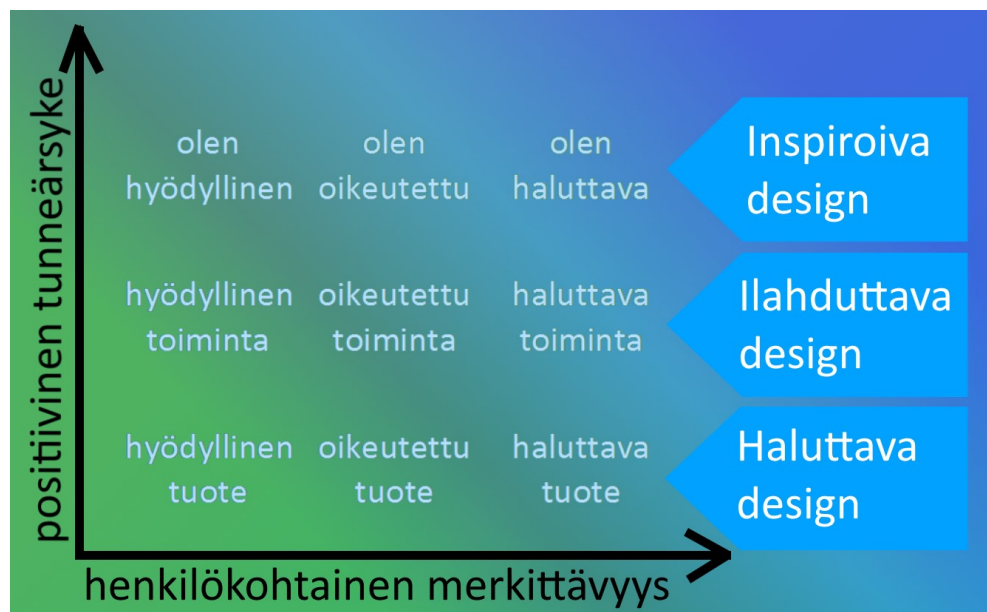 positiivinen tunneärsyke
olen hyödyllinen
olen oikeutettu
olen haluttava
Inspiroiva
design
hyödyllinen toiminta
oikeutettu toiminta
haluttava toiminta
Ilahduttava
design
hyödyllinen tuote
oikeutettu tuote
haluttava tuote
Haluttava
design
henkilökohtainen merkittävyys